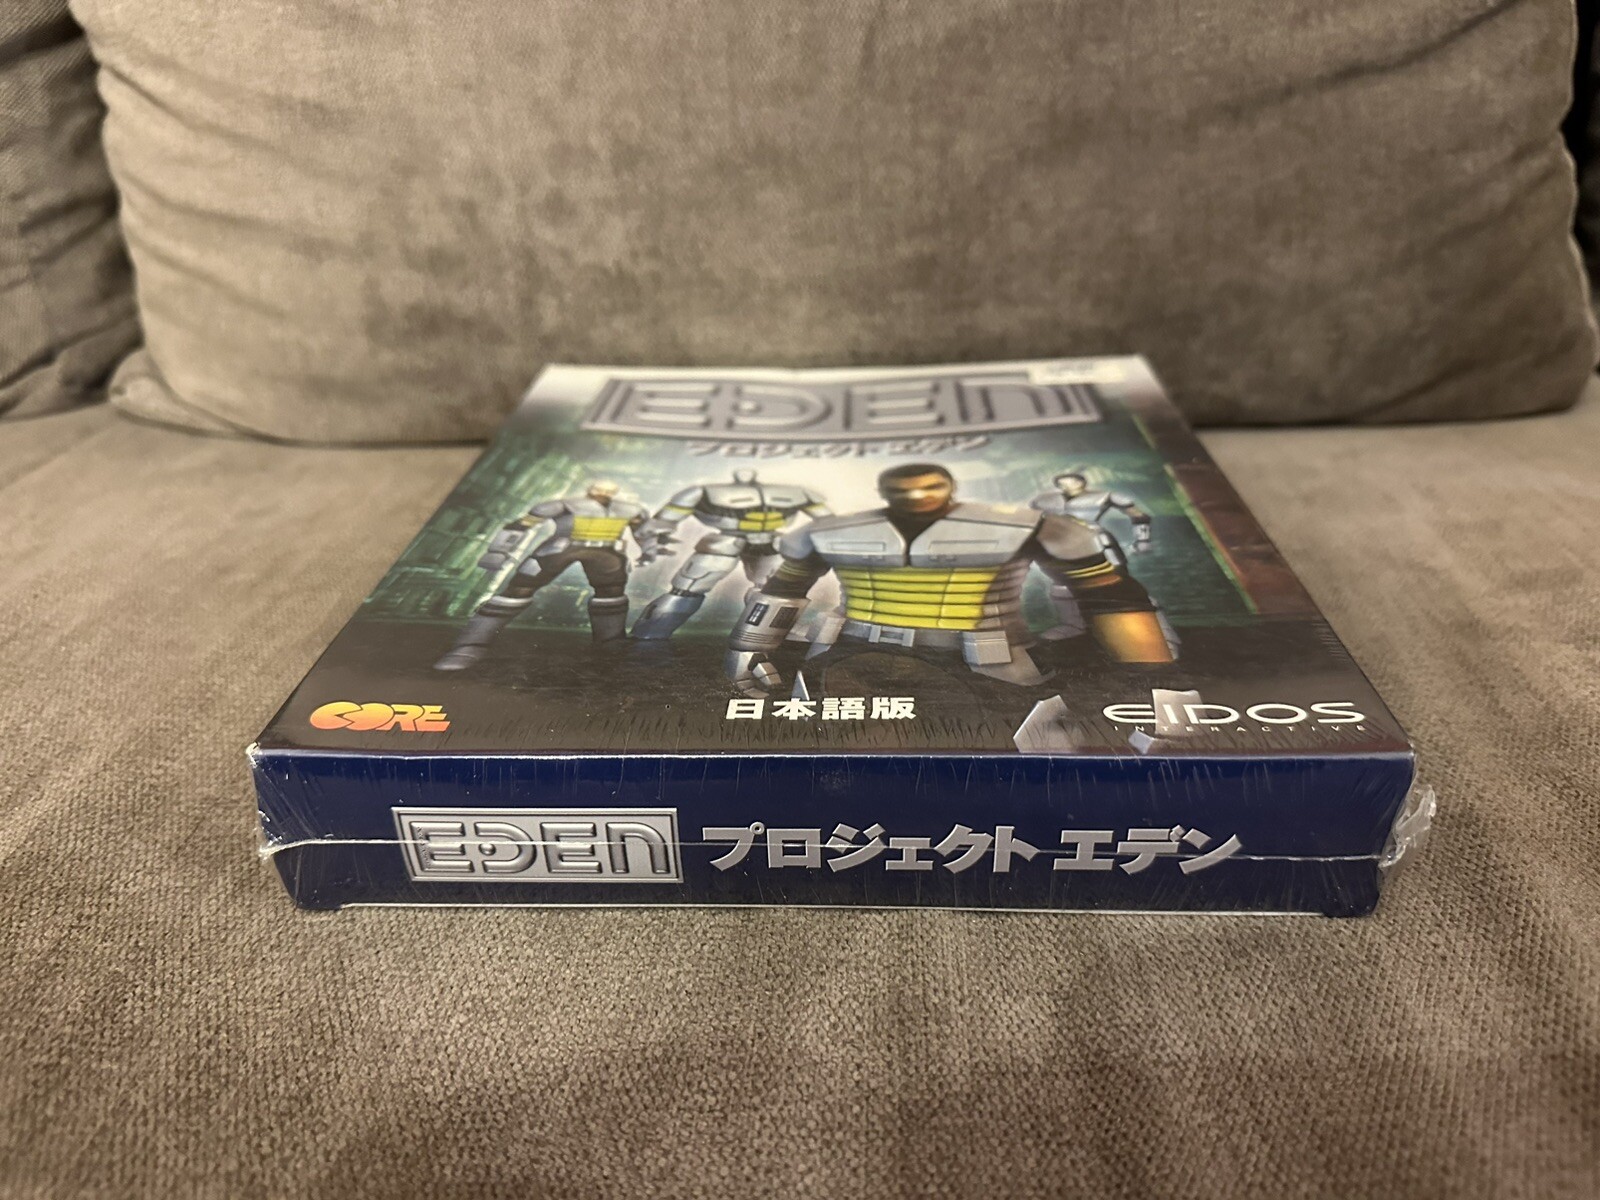 EDEN
プロジェクト エデン
CORE
日本語版
EIDOS
INTERACTIVE
EDEN プロジェクト エデン